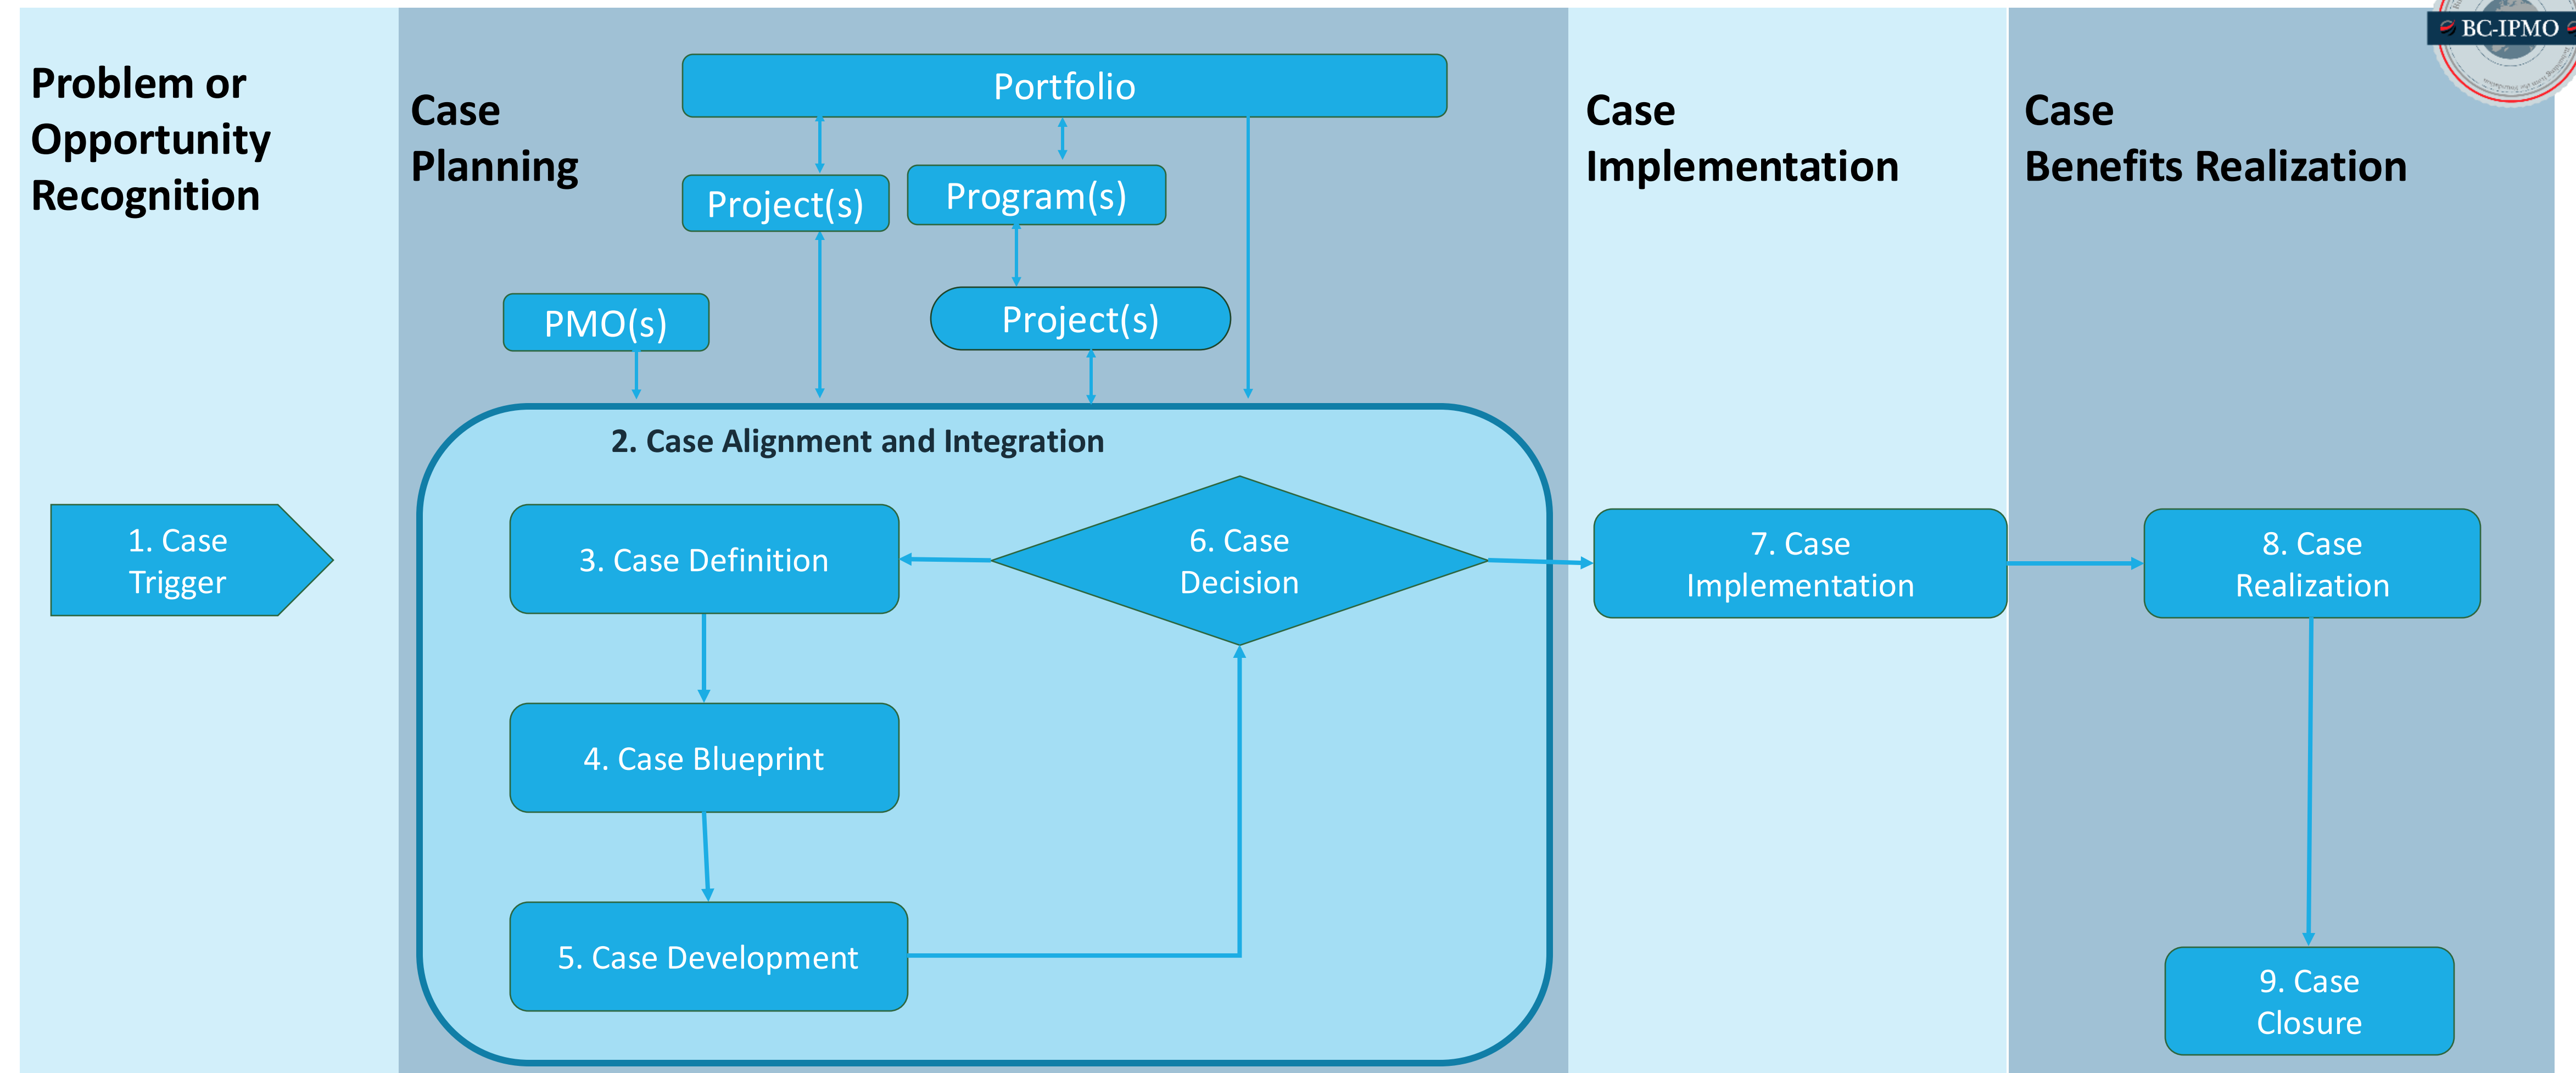 Problem or
Opportunity
Recognition
1. Case
Trigger
Case
Planning
Portfolio
Project(s)
Program(s)
PMO(s)
Project(s)
2. Case Alignment and Integration
3. Case Definition
6. Case
Decision
4. Case Blueprint
5. Case Development
Case
Implementation
7. Case
Implementation
Case
Benefits Realization
8. Case
Realization
9. Case
Closure
BC-IPMO